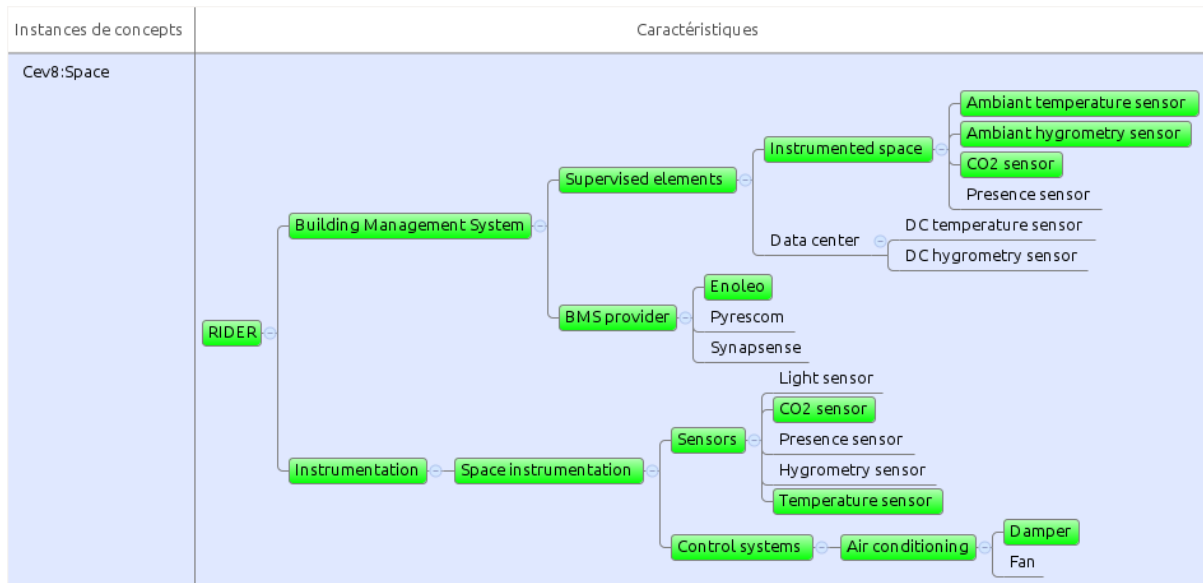 Instances de concepts
Caractéristiques
Cev8:Space
Ambiant temperature sensor
Ambiant hygrometry sensor
Instrumented space
CO2 sensor
Supervised elements
Presence sensor
Building Management System
DC temperature sensor
Data center
DC hygrometry sensor
Enoleo
BMS provider
Pyrescom
RIDER
Synapsense
Light sensor
CO2 sensor
Sensors
Presence sensor
Instrumentation
Space instrumentation
Hygrometry sensor
Temperature sensor
Damper
Control systems
Air conditioning
Fan